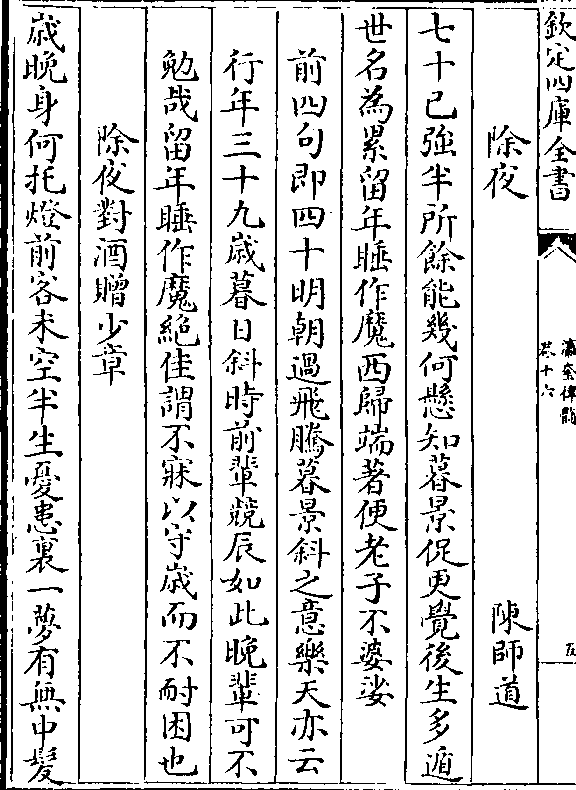 欽定四庫全書
瀛奎律髓
卷十六
五
除夜　陳師道
七十已強半所餘能幾何懸知暮景促更覺後生多遁
世名為累留年睡作魔西歸端著便老子不婆娑
前四句即四十明朝過飛騰暮景斜之意樂天亦云
行年三十九歲暮日斜時前輩競辰如此晚輩可不
勉哉留年睡作魔絶佳謂不寐以守歲而不耐困也
除夜對酒贈少章
歲晚身何托燈前客未空半生憂患裏一夢有無中髪